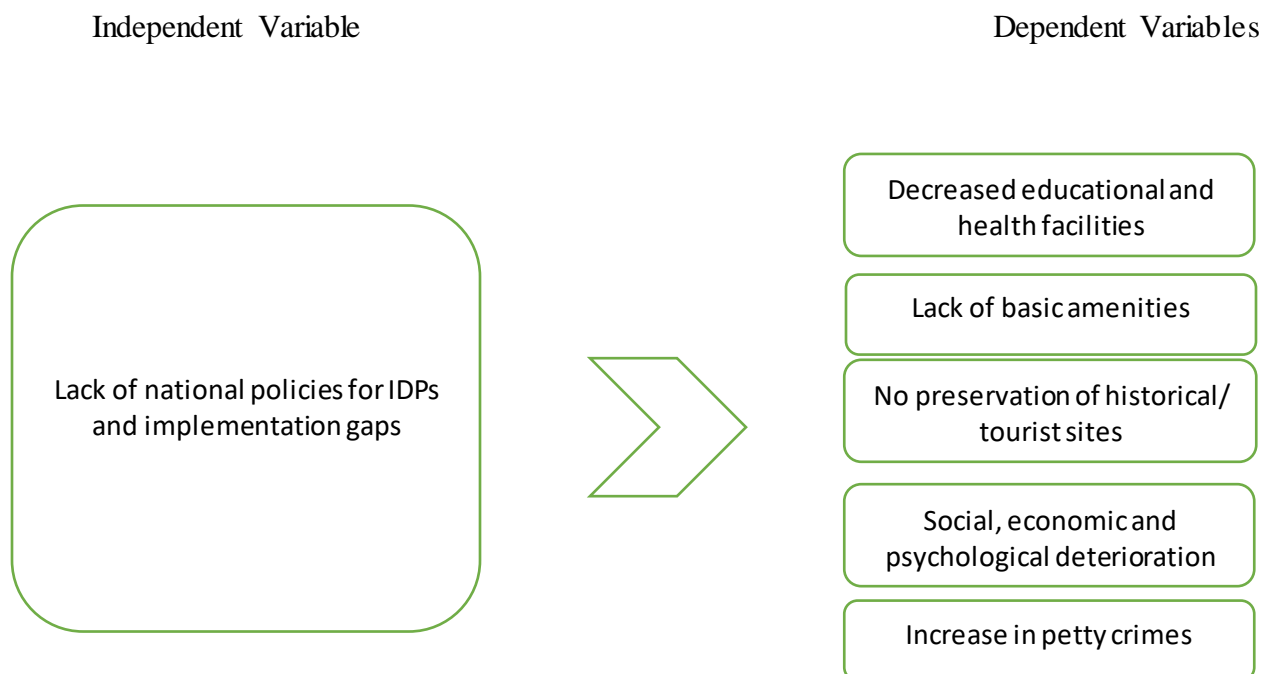 Independent Variable
Dependent Variables
Lack of national policies for IDPs
and implementation gaps
Decreased educational and
health facilities
Lack of basic amenities
No preservation of historical/
tourist sites
Social, economic and
psychological deterioration
Increase in petty crimes